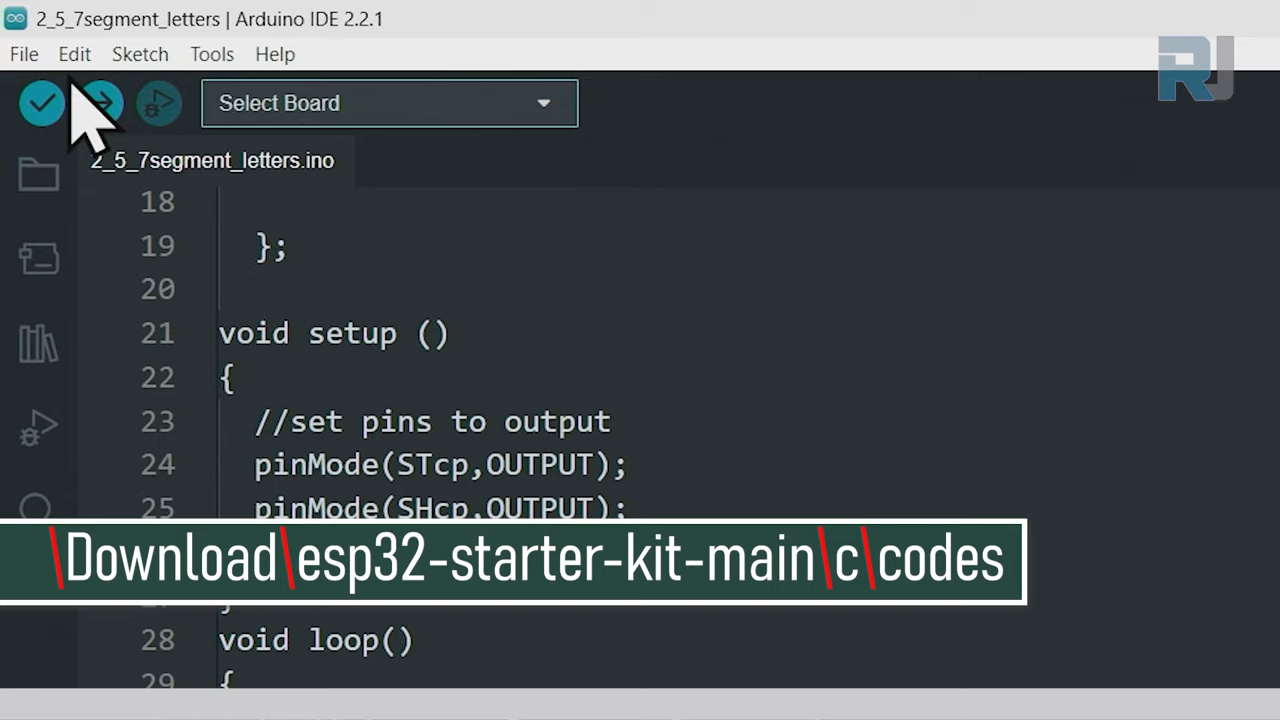 2_5_7segment_letters | Arduino IDE 2.2.1
File Edit Sketch Tools Help
RJ
Select Board
2_5_7segment_letters.ino
18
19 };
20
21 void setup ()
22 {
23 //set pins to output
24 pinMode(STcp,OUTPUT);
25 pinMode(SHcp,OUTPUT);
\Download\esp32-starter-kit-main\c\codes
28 void loop()
29 {